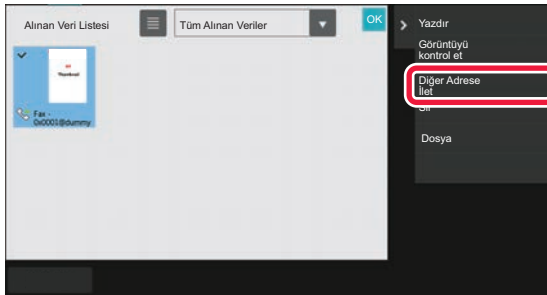 Alınan Veri Listesi
Tüm Alınan Veriler
OK
Fax -
0x0001@dummy
Yazdır
Görüntüyü
kontrol et
Diğer Adrese
İlet
Sil
Dosya